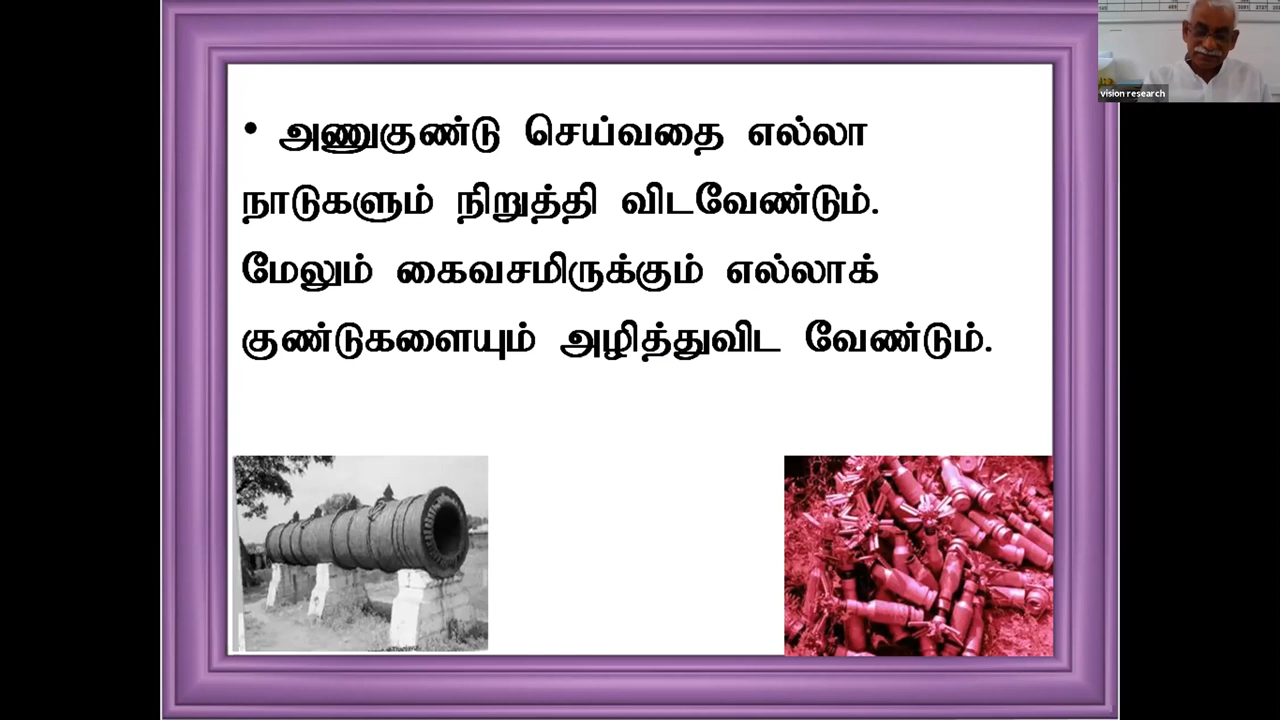 • அணுகுண்டு செய்வதை எல்லா
நாடுகளும் நிறுத்தி விடவேண்டும்.
மேலும் கைவசமிருக்கும் எல்லாக்
குண்டுகளையும் அழித்துவிட வேண்டும்.
vision research